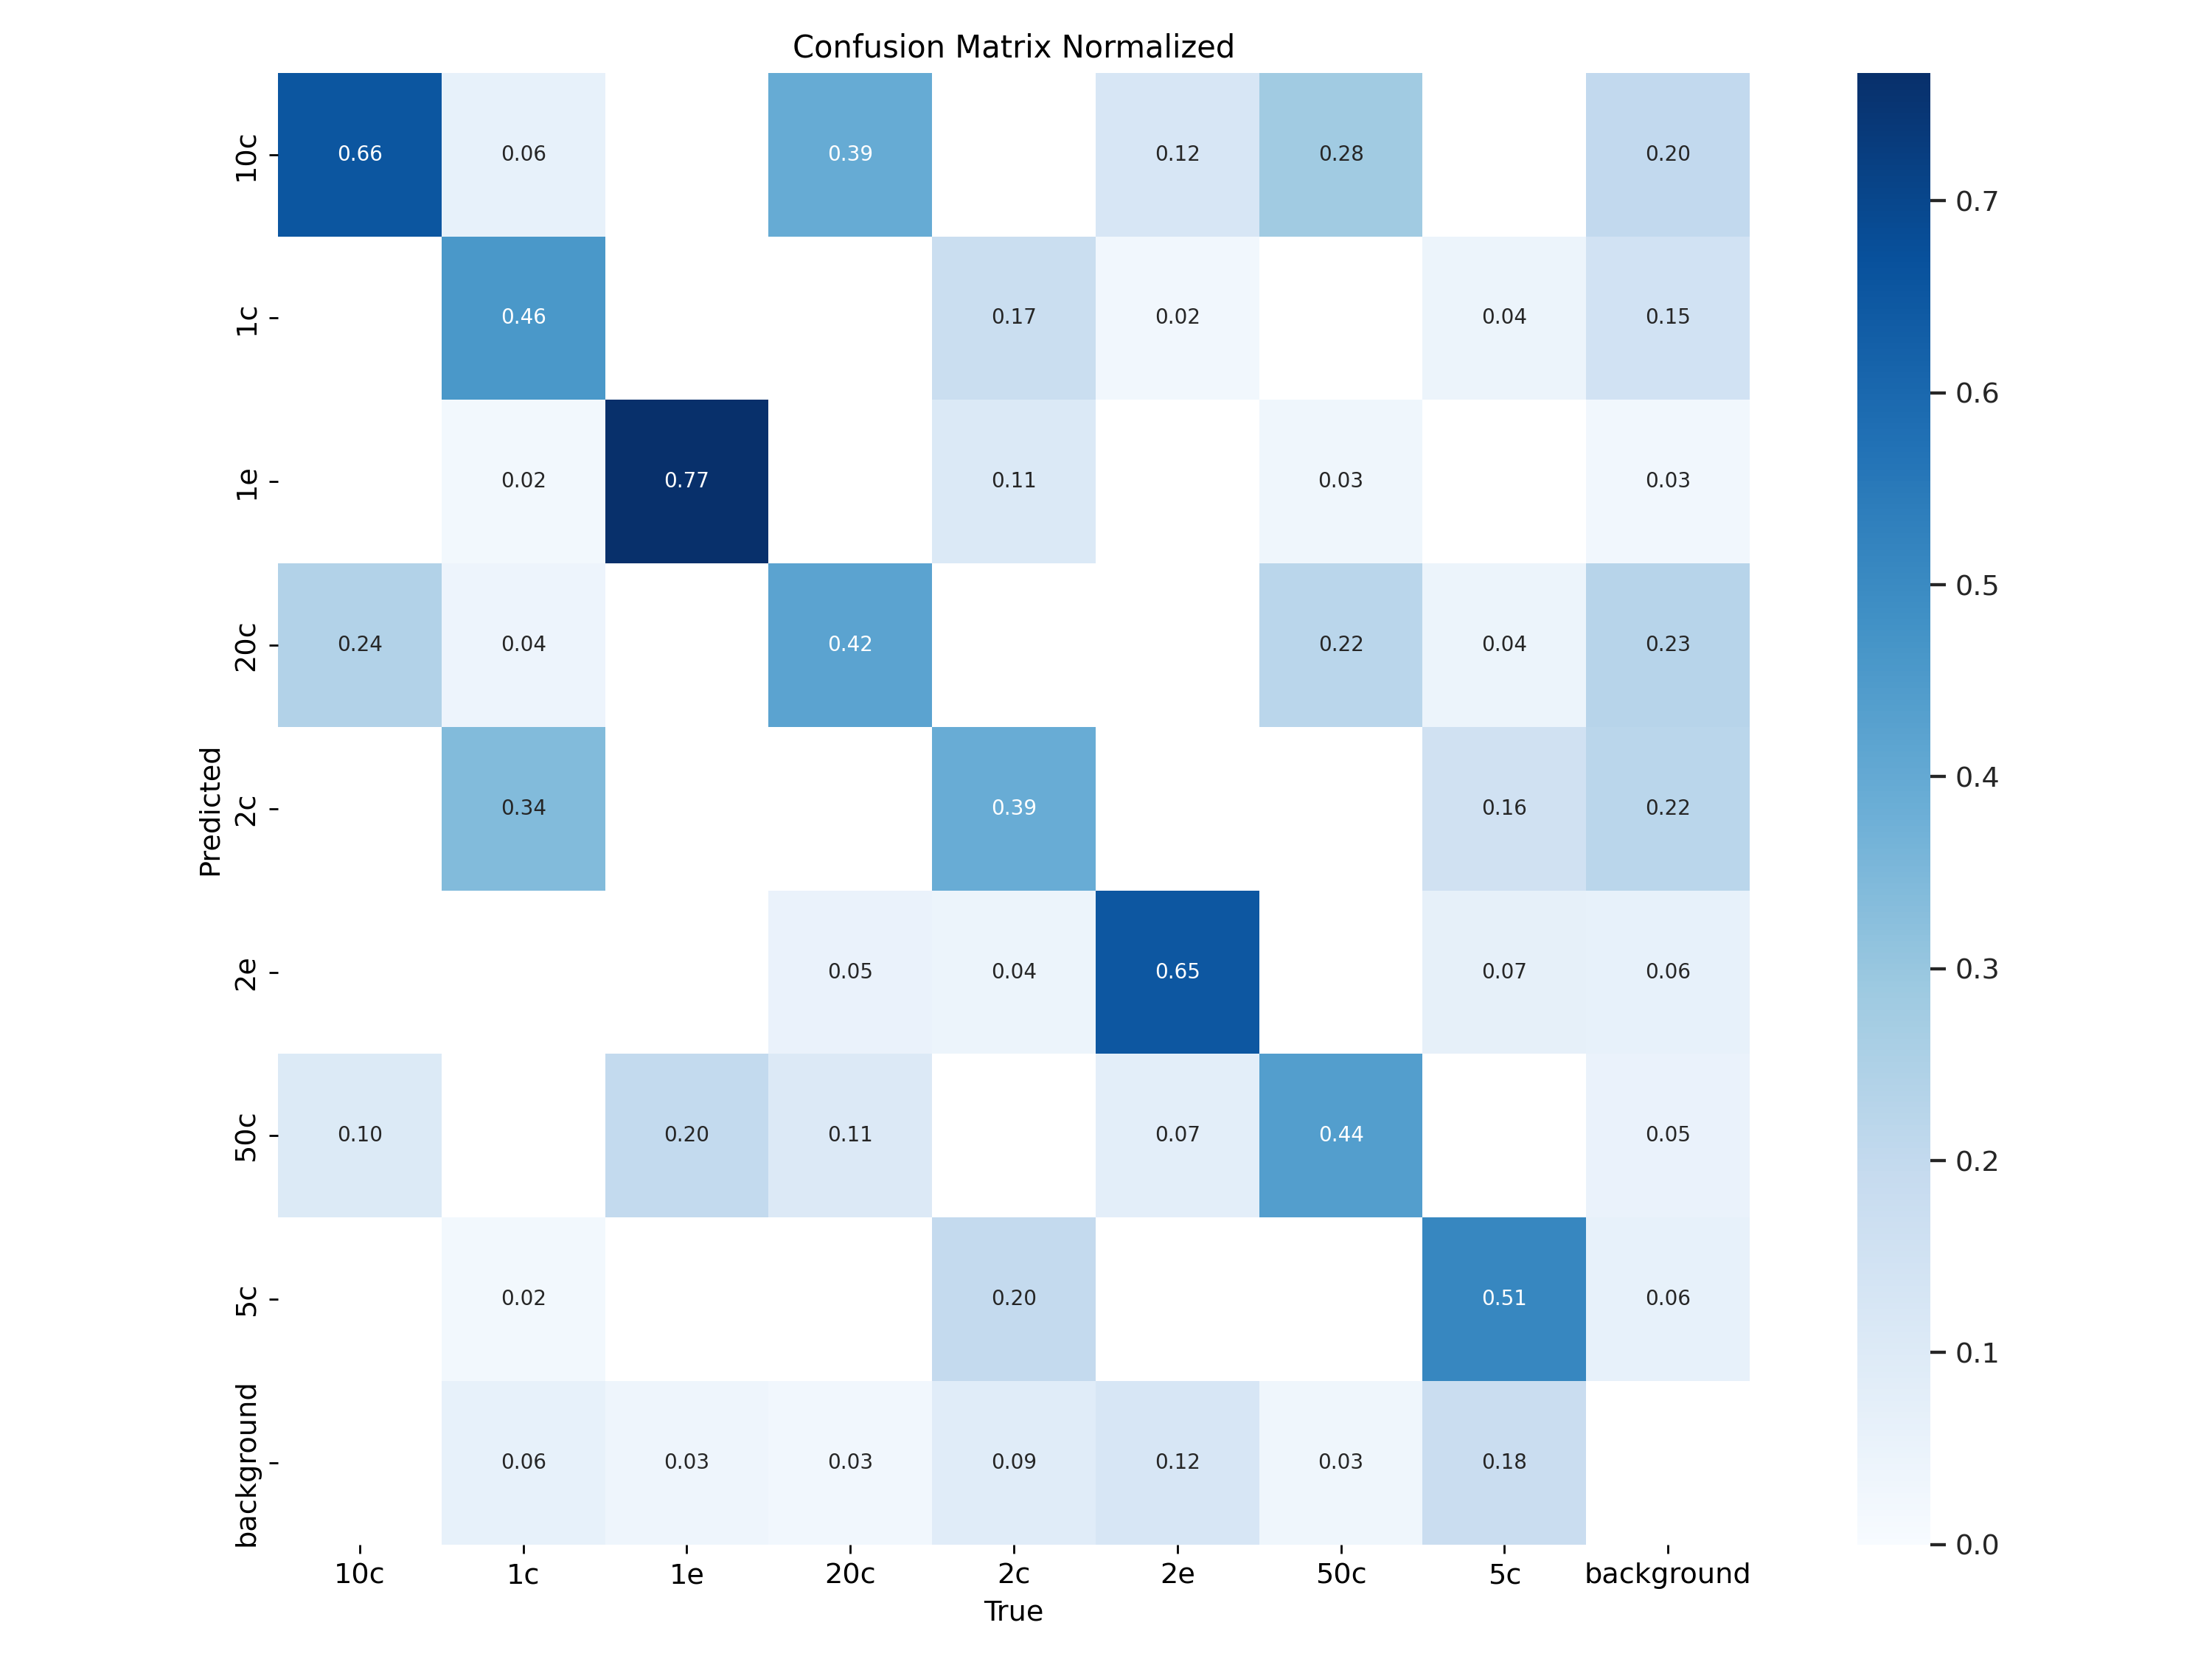 Confusion Matrix Normalized
Predicted
10c 0.66 0.06 0.39 0.12 0.28 0.20
1c 0.46 0.17 0.02 0.04 0.15
1e 0.02 0.77 0.11 0.03 0.03
20c 0.24 0.04 0.42 0.22 0.04 0.23
2c 0.34 0.39 0.16 0.22
2e 0.05 0.04 0.65 0.07 0.06
50c 0.10 0.20 0.11 0.07 0.44 0.05
5c 0.02 0.20 0.51 0.06
background 0.06 0.03 0.03 0.09 0.12 0.03 0.18
10c 1c 1e 20c 2c 2e 50c 5c background
True
0.7
0.6
0.5
0.4
0.3
0.2
0.1
0.0